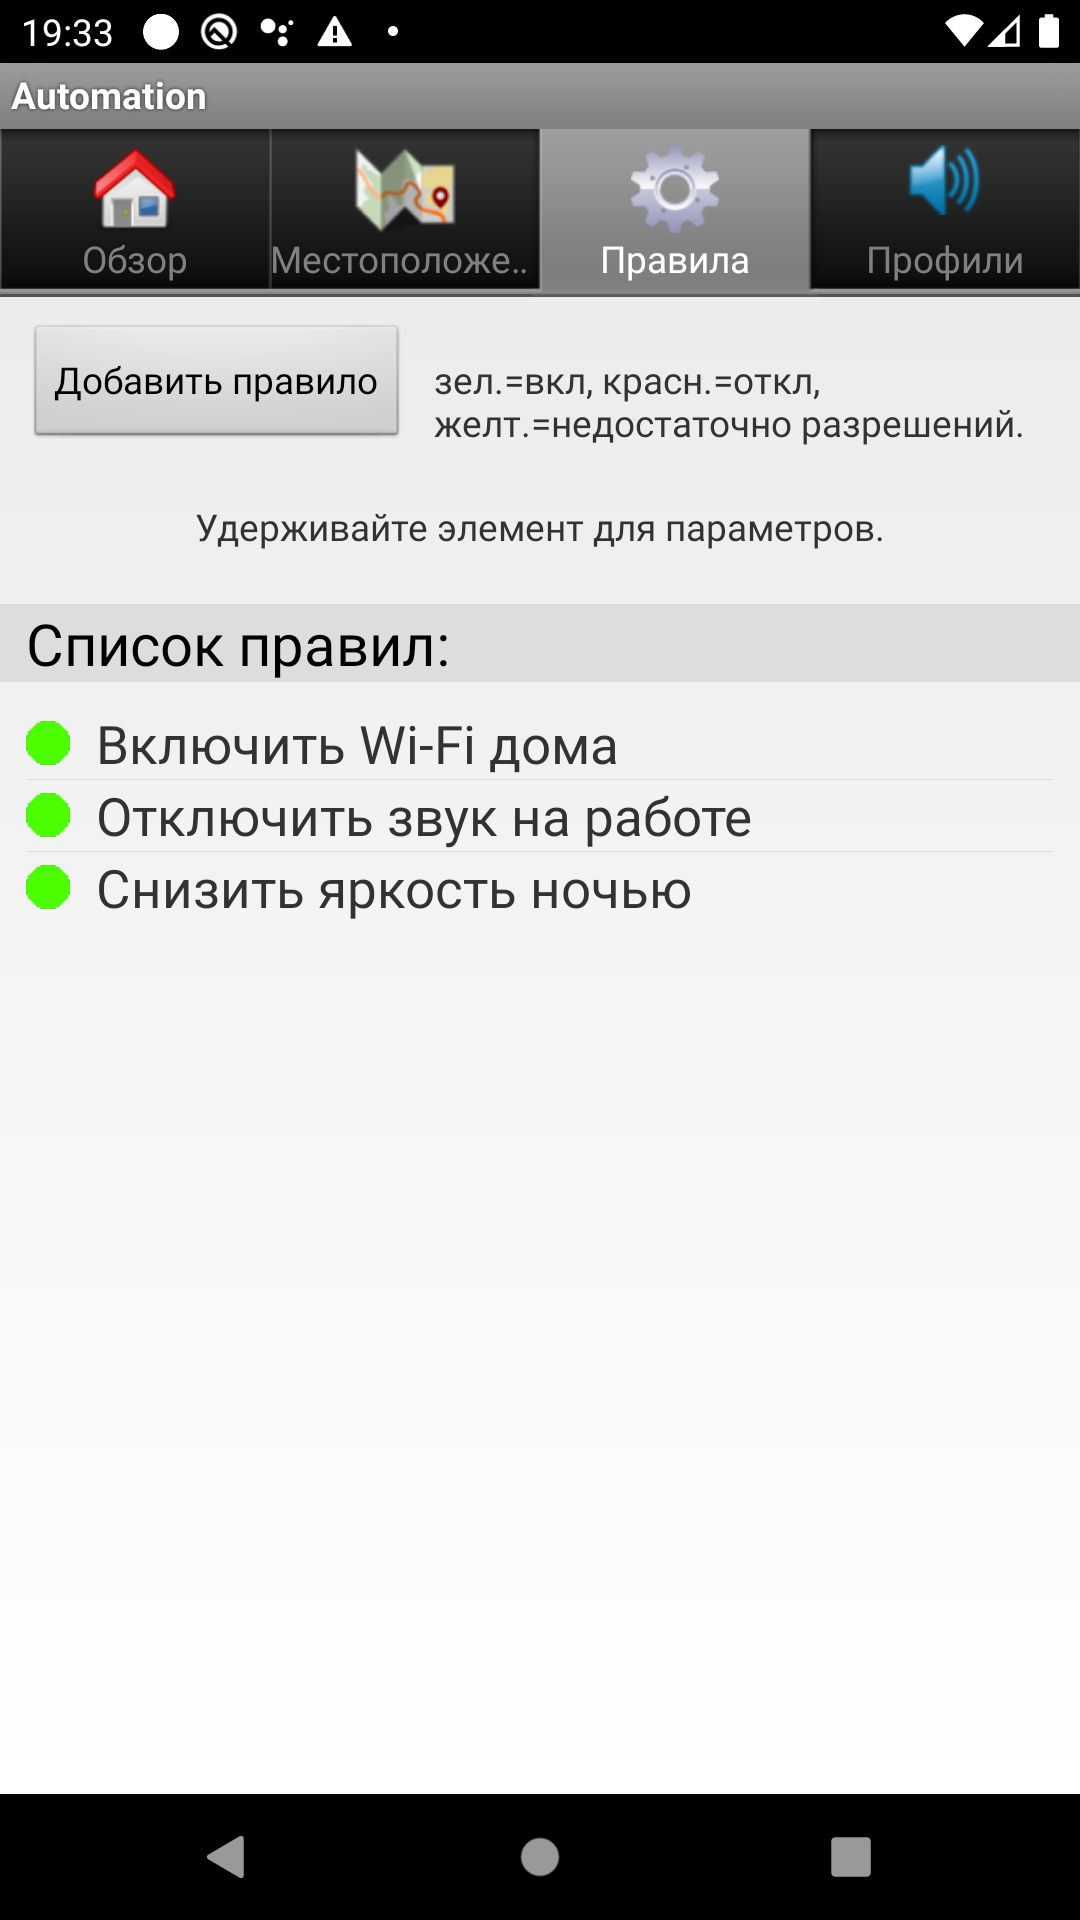 19:33
Automation
Обзор
Местоположе..
Правила
Профили
Добавить правило
зел.=вкл, красн.=откл,
желт.=недостаточно разрешений.
Удерживайте элемент для параметров.
Список правил:
Включить Wi-Fi дома
Отключить звук на работе
Снизить яркость ночью